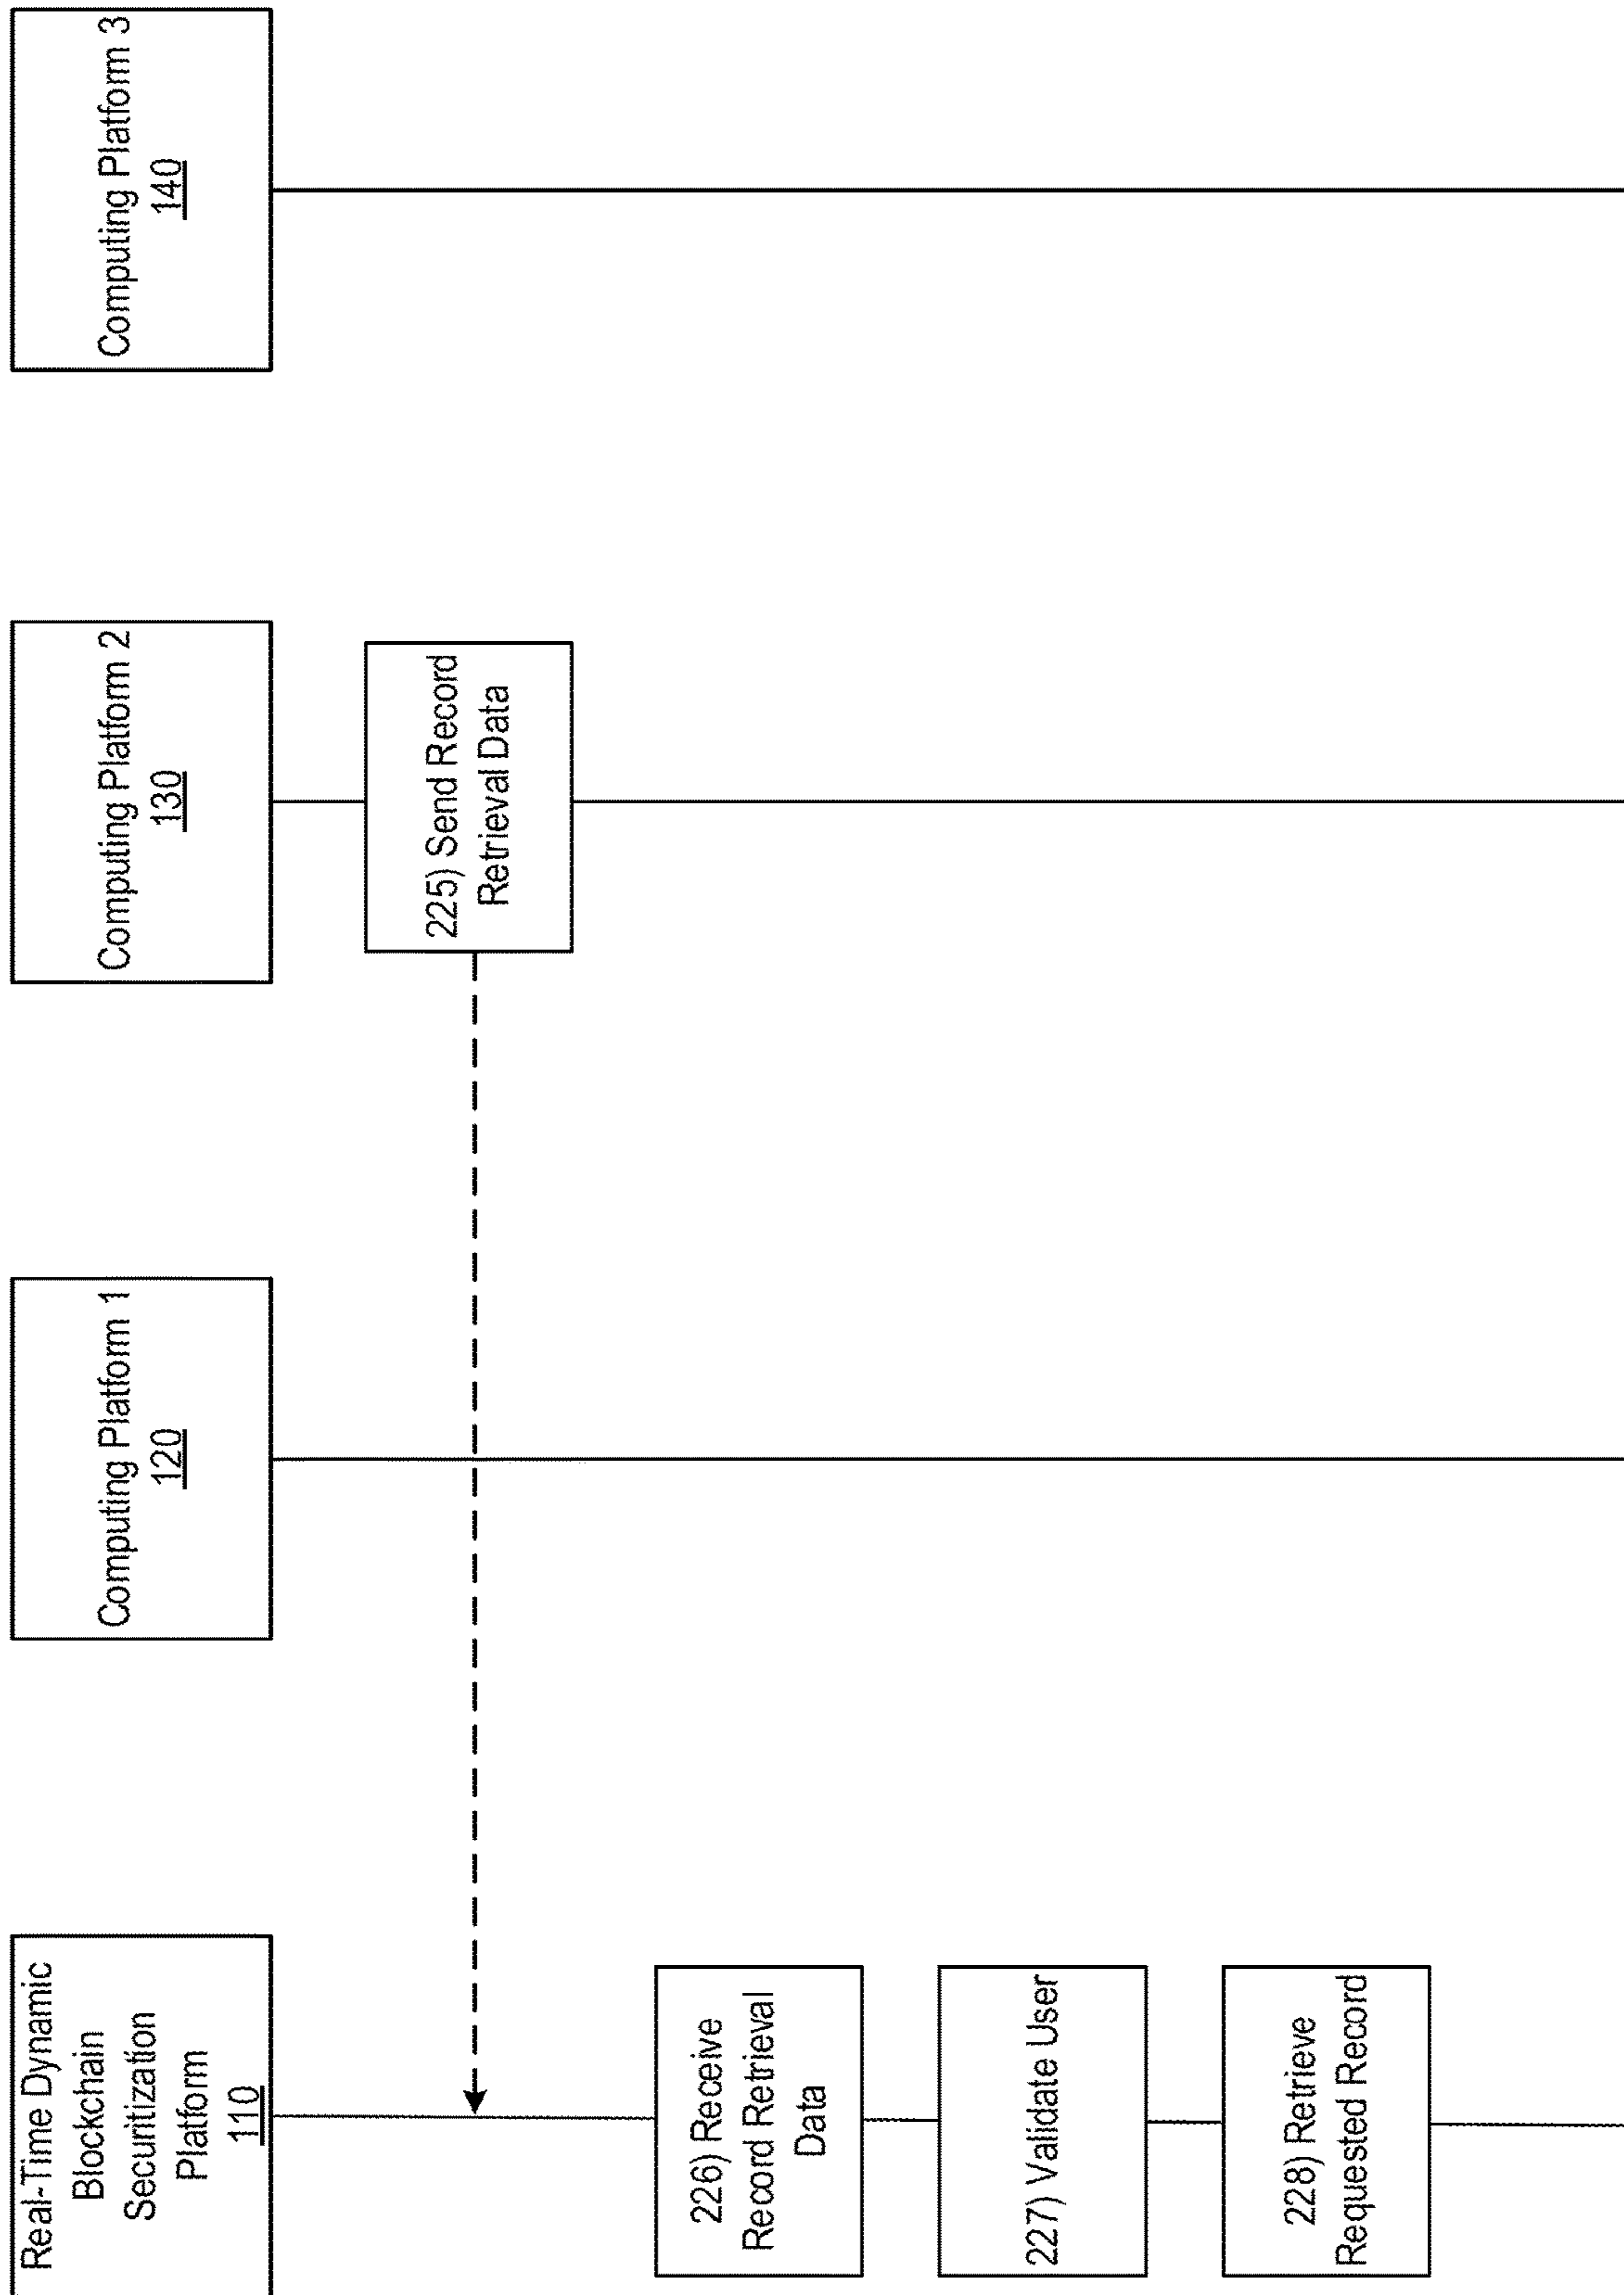 Real-Time Dynamic
Blockchain
Securitization
Platform
110
Computing Platform 1
120
Computing Platform 2
130
Computing Platform 3
140
225) Send Record
Retrieval Data
226) Receive
Record Retrieval
Data
227) Validate User
228) Retrieve
Requested Record